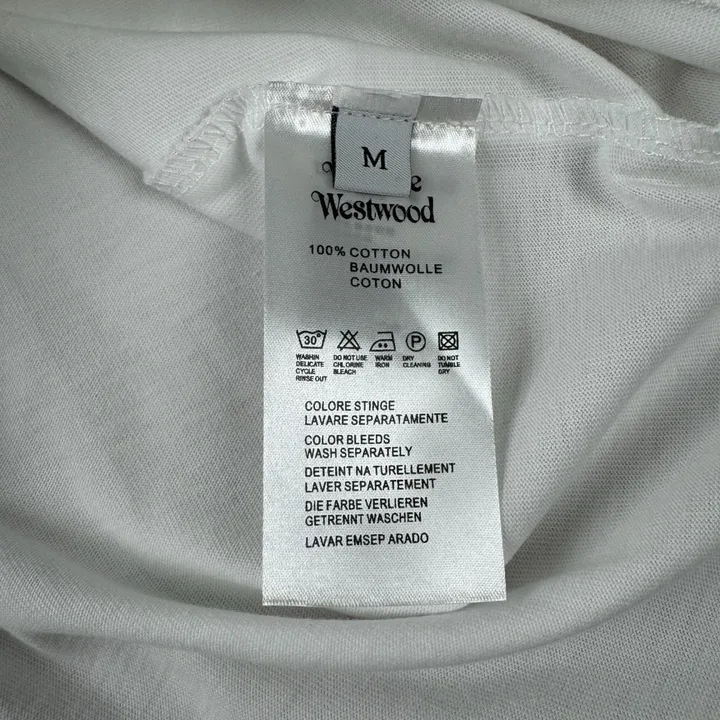 M
Westwood
100% COTTON
BAUMWOLLE
COTON
30°
P
WASH IN
DELICATE
CYCLE
RINSE OUT
DO NOT USE
CHLORINE
BLEACH
WARM
IRON
DRY
CLEANING
DO NOT
TUMBLE
DRY
COLORE STINGE
LAVARE SEPARATAMENTE
COLOR BLEEDS
WASH SEPARATELY
DETEINT NA TURELLEMENT
LAVER SEPARATEMENT
DIE FARBE VERLIEREN
GETRENNT WASCHEN
LAVAR EMSEP ARADO